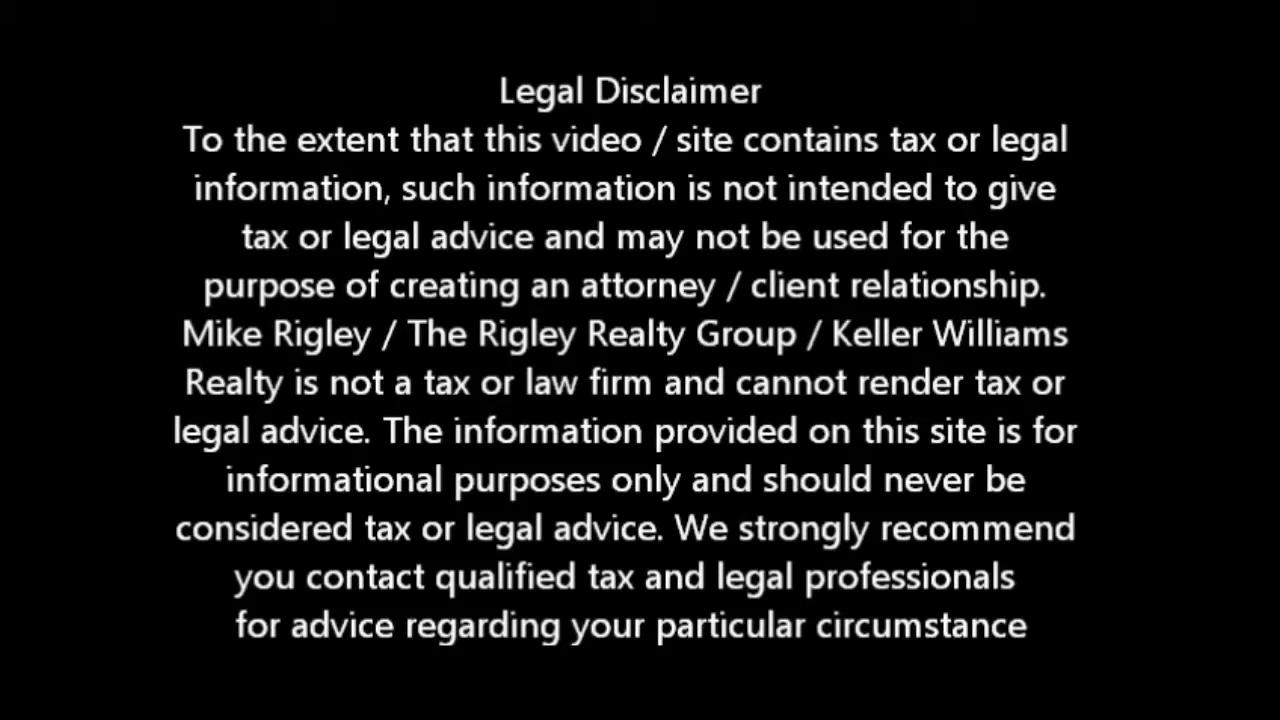 Legal Disclaimer
To the extent that this video / site contains tax or legal
information, such information is not intended to give
tax or legal advice and may not be used for the
purpose of creating an attorney / client relationship.
Mike Rigley / The Rigley Realty Group / Keller Williams
Realty is not a tax or law firm and cannot render tax or
legal advice. The information provided on this site is for
informational purposes only and should never be
considered tax or legal advice. We strongly recommend
you contact qualified tax and legal professionals
for advice regarding your particular circumstance